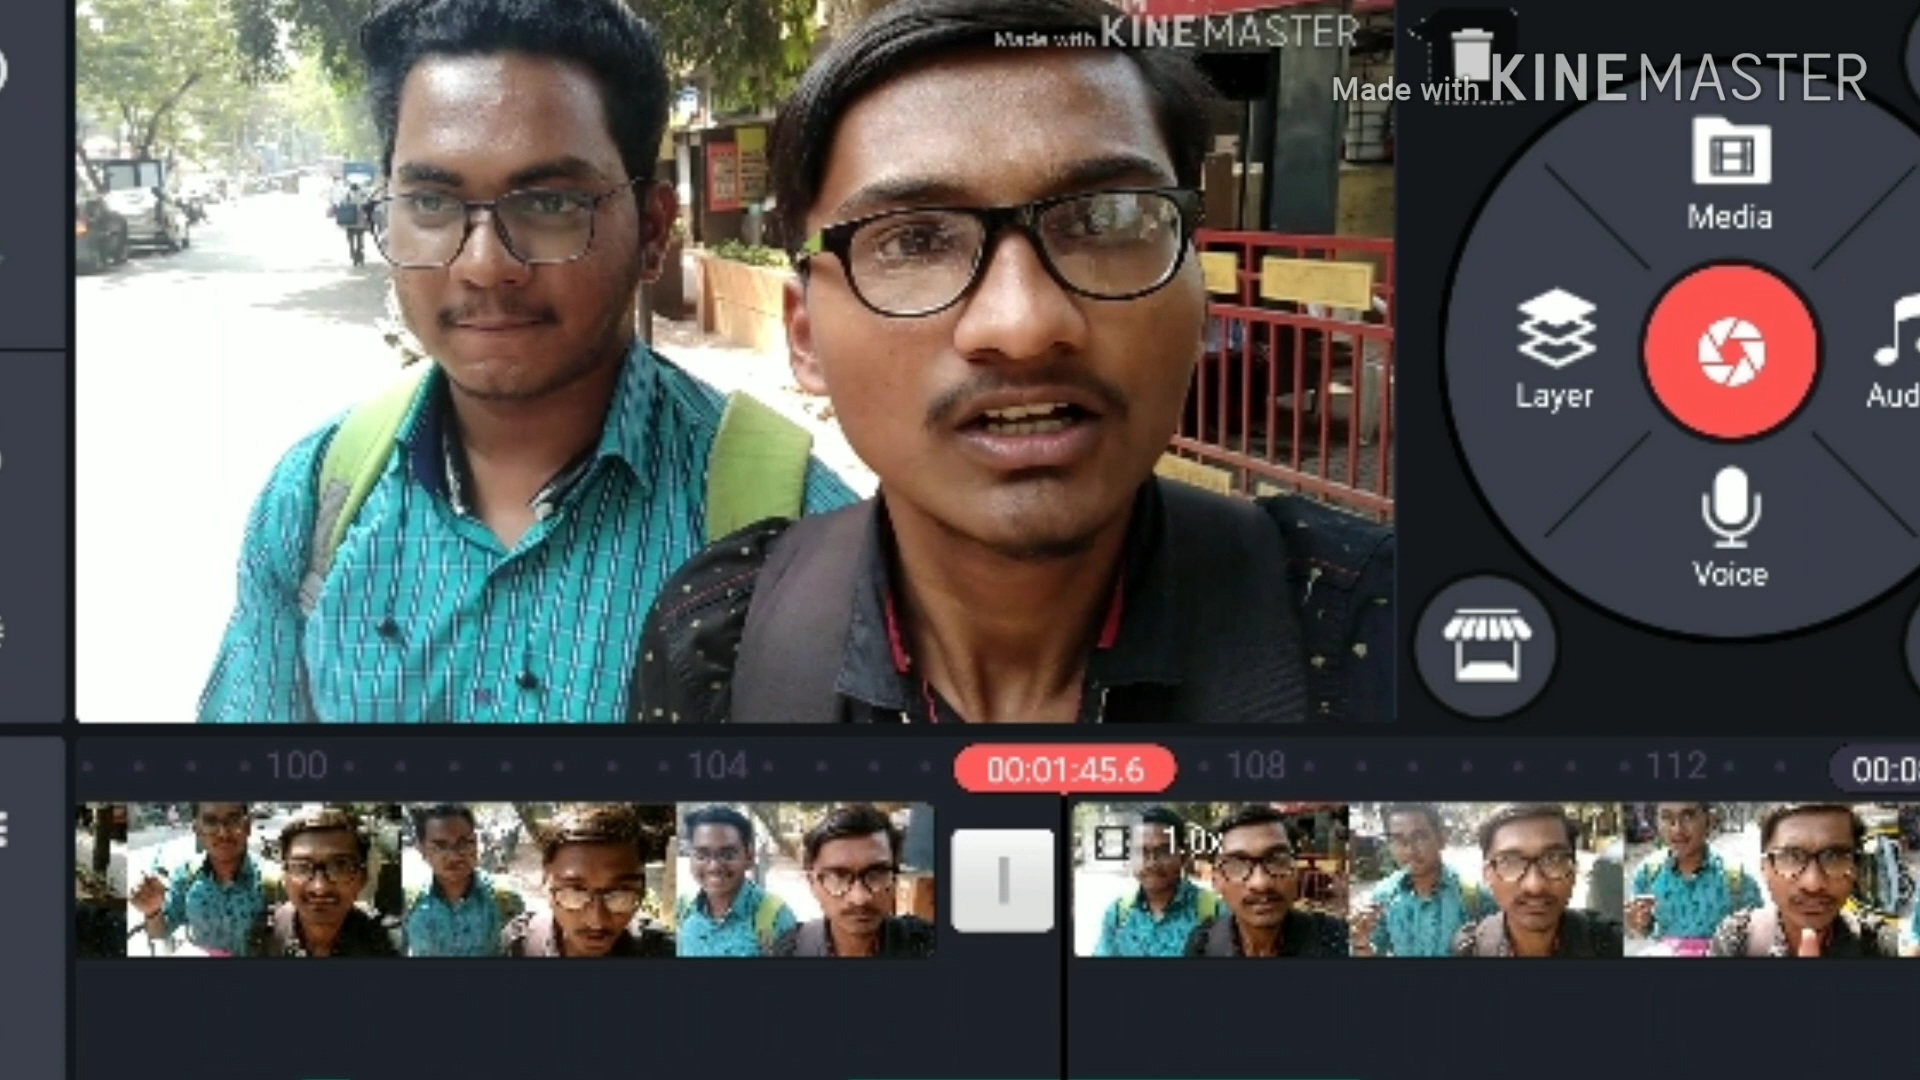 Made with KINEMASTER
Made with KINEMASTER
Media
Layer
Voice
100
104
00:01:45.6
108
112
1.0x